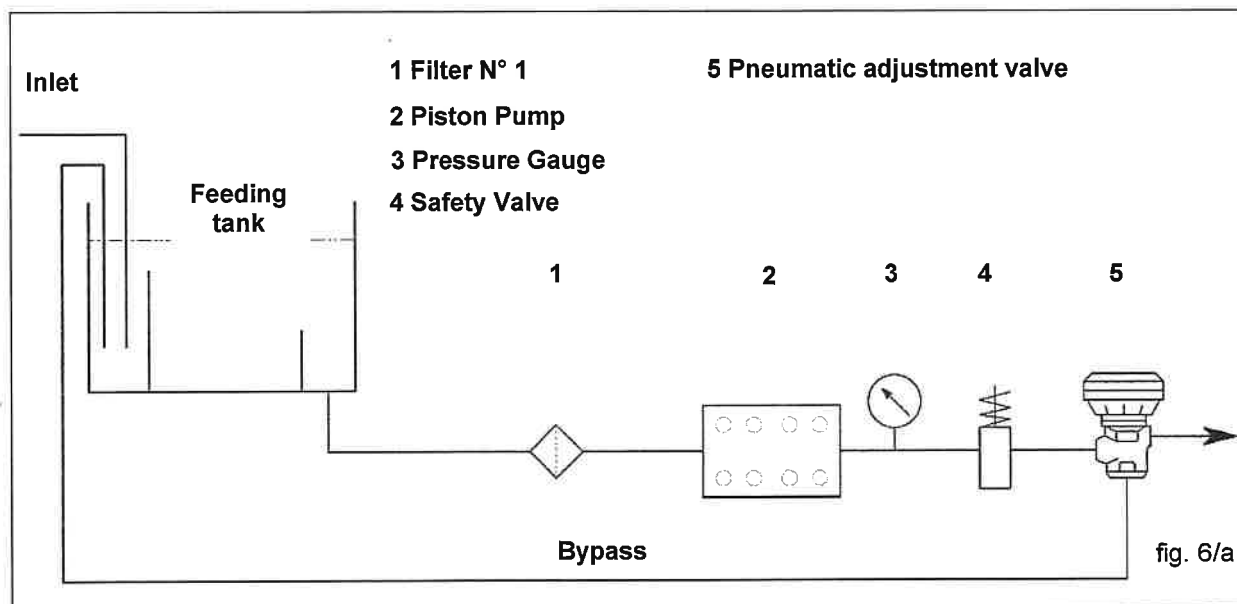 Inlet
1 Filter N° 1
2 Piston Pump
3 Pressure Gauge
4 Safety Valve
5 Pneumatic adjustment valve
Feeding
tank
1 2 3 4 5
Bypass
fig. 6/a